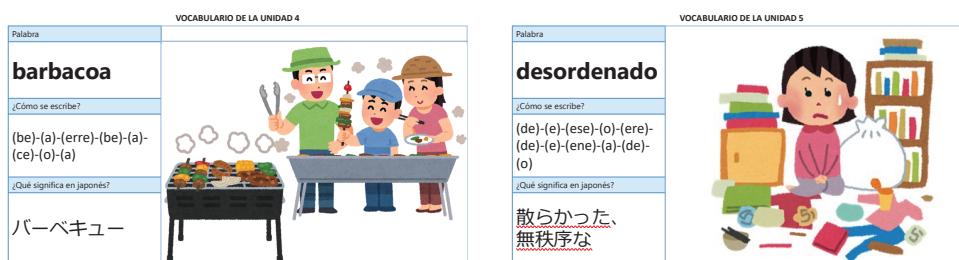 VOCABULARIO DE LA UNIDAD 4
Palabra
barbacoa
¿Cómo se escribe?
(be)-(a)-(erre)-(be)-(a)-
(ce)-(o)-(a)
¿Qué significa en japonés?
バーベキュー
VOCABULARIO DE LA UNIDAD 5
Palabra
desordenado
¿Cómo se escribe?
(de)-(e)-(ese)-(o)-(ere)-
(de)-(e)-(ene)-(a)-(de)-
(o)
¿Qué significa en japonés?
散らかった、
無秩序な